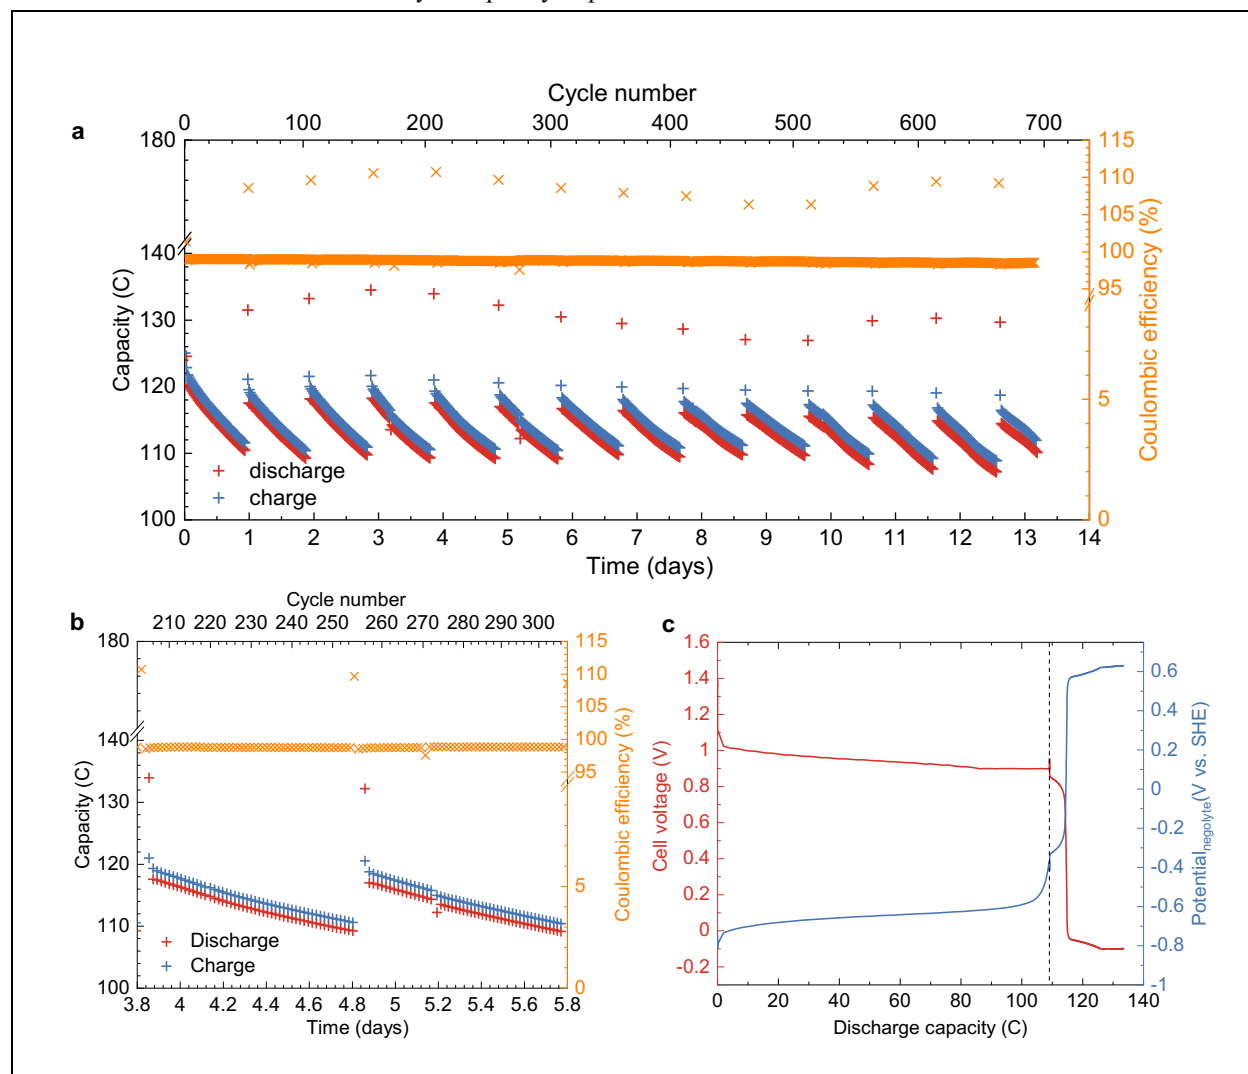 Cycle number
a
0 100 200 300 400 500 600 700
180
140
130
120
110
100
Capacity (C)
115
110
105
100
95
5
0
Coulombic efficiency (%)
discharge
charge
0 1 2 3 4 5 6 7 8 9 10 11 12 13 14
Time (days)
b
Cycle number
210 220 230 240 250 260 270 280 290 300
180
140
130
120
110
100
Capacity (C)
115
110
105
100
95
5
0
Coulombic efficiency (%)
Discharge
Charge
3.8 4 4.2 4.4 4.6 4.8 5 5.2 5.4 5.6 5.8
Time (days)
c
1.6
1.4
1.2
1
0.8
0.6
0.4
0.2
0
-0.2
Cell voltage (V)
0.6
0.4
0.2
0
-0.2
-0.4
-0.6
-0.8
-1
Potential negolyte (V vs. SHE)
0 20 40 60 80 100 120 140
Discharge capacity (C)